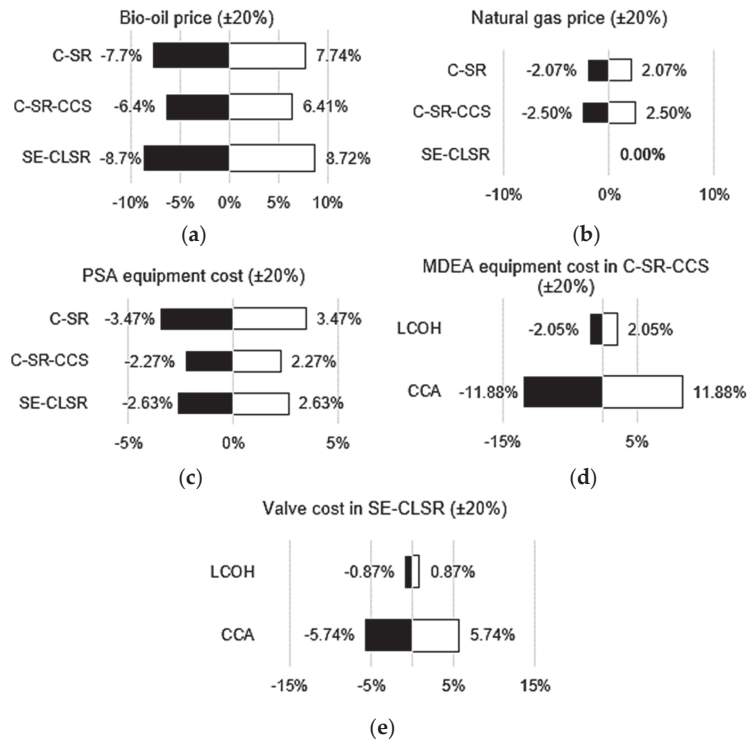 Bio-oil price (±20%)
C-SR -7.7% 7.74%
C-SR-CCS -6.4% 6.41%
SE-CLSR -8.7% 8.72%
-10% -5% 0% 5% 10%
(a)
Natural gas price (±20%)
C-SR -2.07% 2.07%
C-SR-CCS -2.50% 2.50%
SE-CLSR 0.00%
-10% 0% 10%
(b)
PSA equipment cost (±20%)
C-SR -3.47% 3.47%
C-SR-CCS -2.27% 2.27%
SE-CLSR -2.63% 2.63%
-5% 0% 5%
(c)
MDEA equipment cost in C-SR-CCS
(±20%)
LCOH -2.05% 2.05%
CCA -11.88% 11.88%
-15% 5%
(d)
Valve cost in SE-CLSR (±20%)
LCOH -0.87% 0.87%
CCA -5.74% 5.74%
-15% -5% 5% 15%
(e)